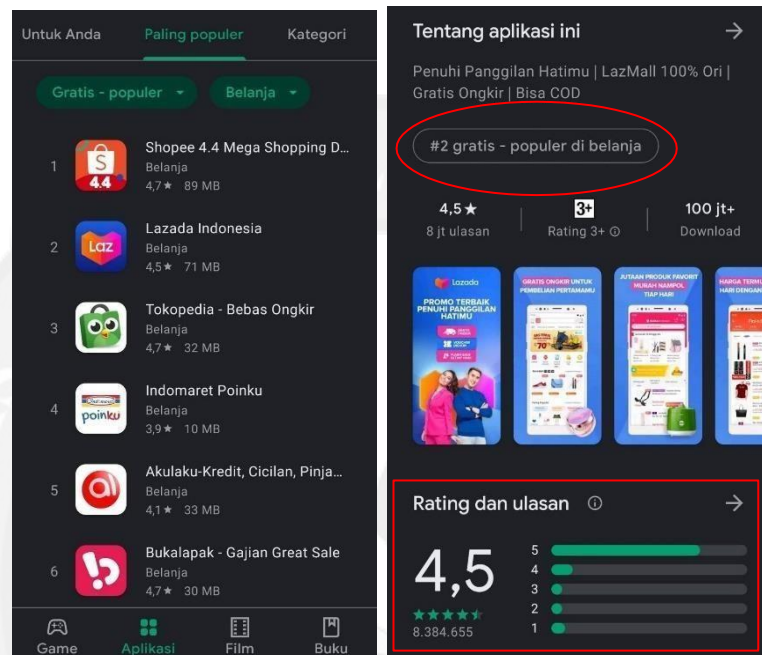 Untuk Anda
Paling populer
Kategori
Gratis - populer
Belanja
1
S
4.4
Shopee 4.4 Mega Shopping D...
Belanja
4,7★ 89 MB
2
Laz
Lazada Indonesia
Belanja
4,5★ 71 MB
3
Tokopedia - Bebas Ongkir
Belanja
4,7★ 32 MB
4
poinku
Indomaret Poinku
Belanja
3,9★ 10 MB
5
Akulaku-Kredit, Cicilan, Pinja...
Belanja
4,1★ 33 MB
6
Bukalapak - Gajian Great Sale
Belanja
4,7★ 30 MB
Game
Aplikasi
Film
Buku
Tentang aplikasi ini
Penuhi Panggilan Hatimu | LazMall 100% Ori |
Gratis Ongkir | Bisa COD
#2 gratis - populer di belanja
4,5★
8 jt ulasan
3+
Rating 3+
100 jt+
Download
Lazada
PROMO TERBAIK
PENUHI PANGGILAN
HATIMU
GRATIS ONGKIR UNTUK
PEMBELIAN PERTAMAMU
JUTAAN PRODUK FAVORIT
MURAH NAMPOL
TIAP HARI
Rating dan ulasan
4,5
★★★★★
8.384.655
5
4
3
2
1